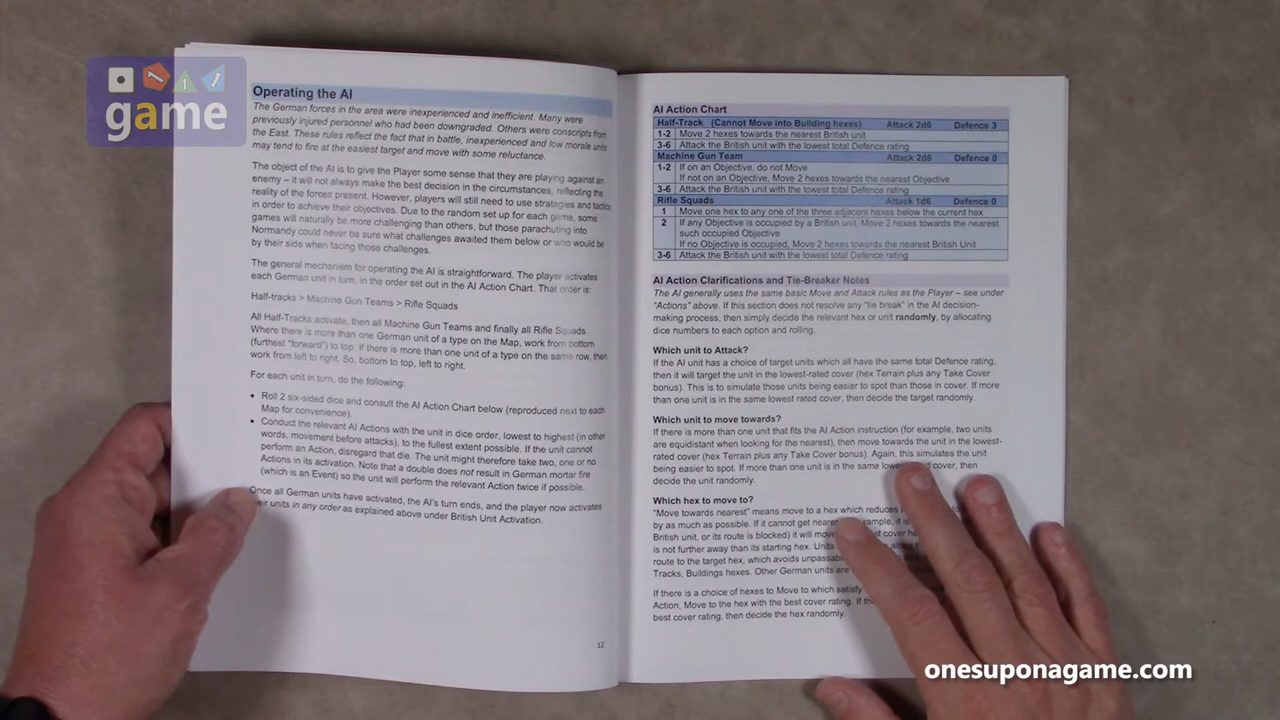 game
Operating the AI
The German forces in the area were inexperienced and inefficient. Many were
previously injured personnel who had been downgraded. Others were conscripts from
the East. These rules reflect the fact that in battle, inexperienced and low morale units
may tend to fire at the easiest target and move with some reluctance.
The object of the AI is to give the Player some sense that they are playing against an
enemy – it will not always make the best decision in the circumstances, reflecting the
reality of the forces present. However, players will still need to use strategies and tactics
in order to achieve their objectives. Due to the random set up for each game, some
games will naturally be more challenging than others, but those parachuting into
Normandy could never be sure what challenges awaited them below or who would be
by their side when facing those challenges.
The general mechanism for operating the AI is straightforward. The player activates
each German unit in turn, in the order set out in the AI Action Chart. That order is:
Half-tracks > Machine Gun Teams > Rifle Squads
All Half-Tracks activate, then all Machine Gun Teams and finally all Rifle Squads.
Where there is more than one German unit of a type on the Map, work from bottom
(furthest "forward") to top. If there is more than one unit of a type on the same row, then
work from left to right. So, bottom to top, left to right.
For each unit in turn, do the following:
• Roll 2 six-sided dice and consult the AI Action Chart below (reproduced next to each
Map for convenience).
• Conduct the relevant AI Actions with the unit in dice order, lowest to highest (in other
words, movement before attacks), to the fullest extent possible. If the unit cannot
perform an Action, disregard that die. The unit might therefore take two, one or no
Actions in its activation. Note that a double does not result in German mortar fire
(which is an Event) so the unit will perform the relevant Action twice if possible.
Once all German units have activated, the AI's turn ends, and the player now activates
their units in any order as explained above under British Unit Activation.
12
AI Action Chart
Half-Track (Cannot Move into Building hexes) Attack 2d6 Defence 3
1-2 Move 2 hexes towards the nearest British unit
3-6 Attack the British unit with the lowest total Defence rating
Machine Gun Team Attack 2d6 Defence 0
1-2 If on an Objective, do not Move
If not on an Objective, Move 2 hexes towards the nearest Objective
3-6 Attack the British unit with the lowest total Defence rating
Rifle Squads Attack 1d6 Defence 0
1 Move one hex to any one of the three adjacent hexes below the current hex
2 If any Objective is occupied by a British unit, Move 2 hexes towards the nearest
such occupied Objective
If no Objective is occupied, Move 2 hexes towards the nearest British Unit
3-6 Attack the British unit with the lowest total Defence rating
AI Action Clarifications and Tie-Breaker Notes
The AI generally uses the same basic Move and Attack rules as the Player – see under
"Actions" above. If this section does not resolve any "tie break" in the AI decision-
making process, then simply decide the relevant hex or unit randomly, by allocating
dice numbers to each option and rolling.
Which unit to Attack?
If the AI unit has a choice of target units which all have the same total Defence rating,
then it will target the unit in the lowest-rated cover (hex Terrain plus any Take Cover
bonus). This is to simulate those units being easier to spot than those in cover. If more
than one unit is in the same lowest rated cover, then decide the target randomly.
Which unit to move towards?
If there is more than one unit that fits the AI Action instruction (for example, two units
are equidistant when looking for the nearest), then move towards the unit in the lowest-
rated cover (hex Terrain plus any Take Cover bonus). Again, this simulates the unit
being easier to spot. If more than one unit is in the same cover, then
decide the unit randomly.
Which hex to move to?
"Move towards nearest" means move to a hex which reduces
by as much as possible. If it cannot get it is
British unit, or its route is blocked) it will cover
is not further away than its starting hex. Units
route to the target hex, which avoids
Tracks, Buildings hexes. Other German units are
If there is a choice of hexes to Move to which satisfy
Action, Move to the hex with the best cover rating. If
best cover rating, then decide the hex randomly.
onesuponagame.com